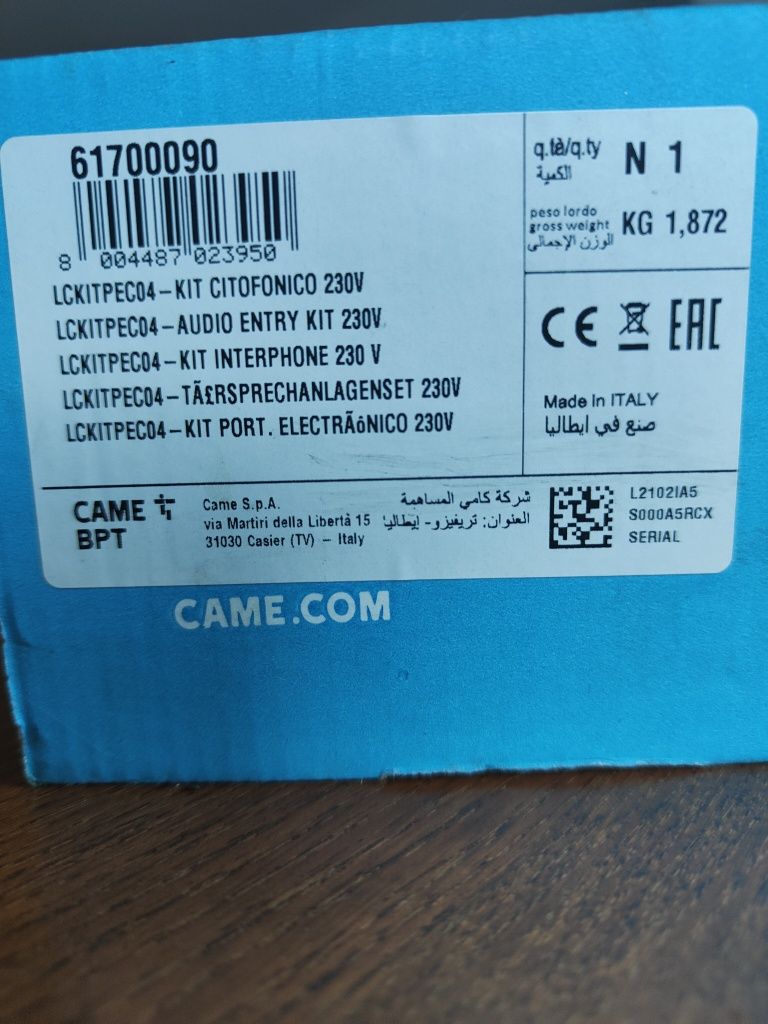 61700090
8 004487 023950
LCKITPEC04-KIT CITOFONICO 230V
LCKITPEC04-AUDIO ENTRY KIT 230V
LCKITPEC04-KIT INTERPHONE 230 V
LCKITPEC04-TÃ£RSPRECHANLAGENSET 230V
LCKITPEC04-KIT PORT. ELECTRÃ´NICO 230V
q.tà/q.ty N 1
الكمية
peso lordo
gross weight KG 1,872
الوزن الإجمالى
CE EAC
Made In ITALY
صنع في ايطاليا
CAME
BPT
Came S.p.A.
via Martiri della Libertà 15
31030 Casier (TV) - Italy
شركة كامي المساهمة
العنوان: تريفيزو- إيطاليا
L2102IA5
S000A5RCX
SERIAL
CAME.COM